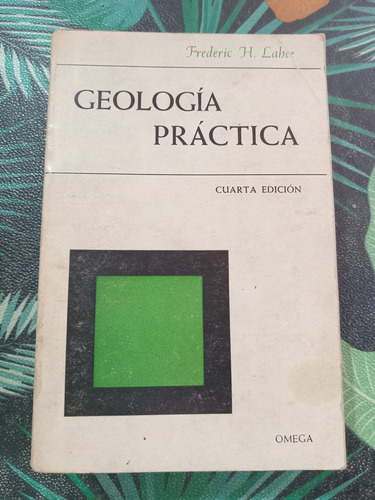 Frederic H. Lahee
GEOLOGÍA
PRÁCTICA
CUARTA EDICIÓN
OMEGA